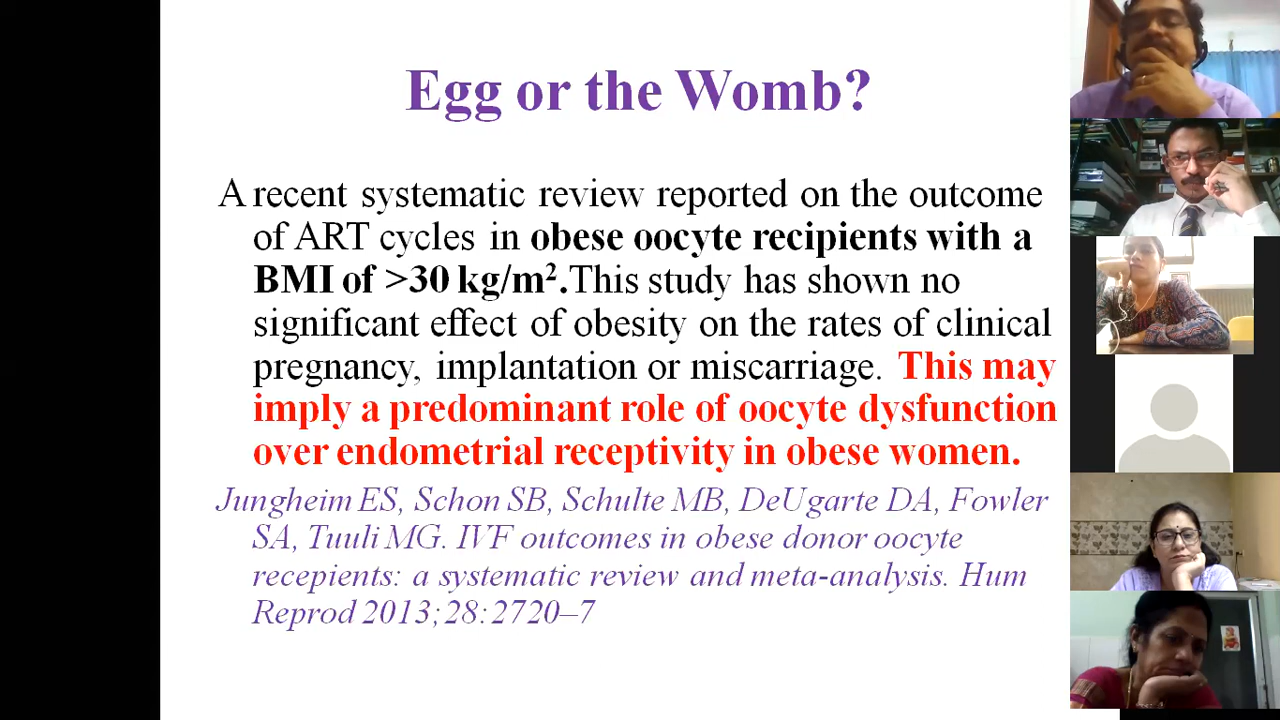 Egg or the Womb?
A recent systematic review reported on the outcome
of ART cycles in obese oocyte recipients with a
BMI of >30 kg/m².This study has shown no
significant effect of obesity on the rates of clinical
pregnancy, implantation or miscarriage. This may
imply a predominant role of oocyte dysfunction
over endometrial receptivity in obese women.
Jungheim ES, Schon SB, Schulte MB, DeUgarte DA, Fowler
SA, Tuuli MG. IVF outcomes in obese donor oocyte
recepients: a systematic review and meta-analysis. Hum
Reprod 2013;28:2720–7